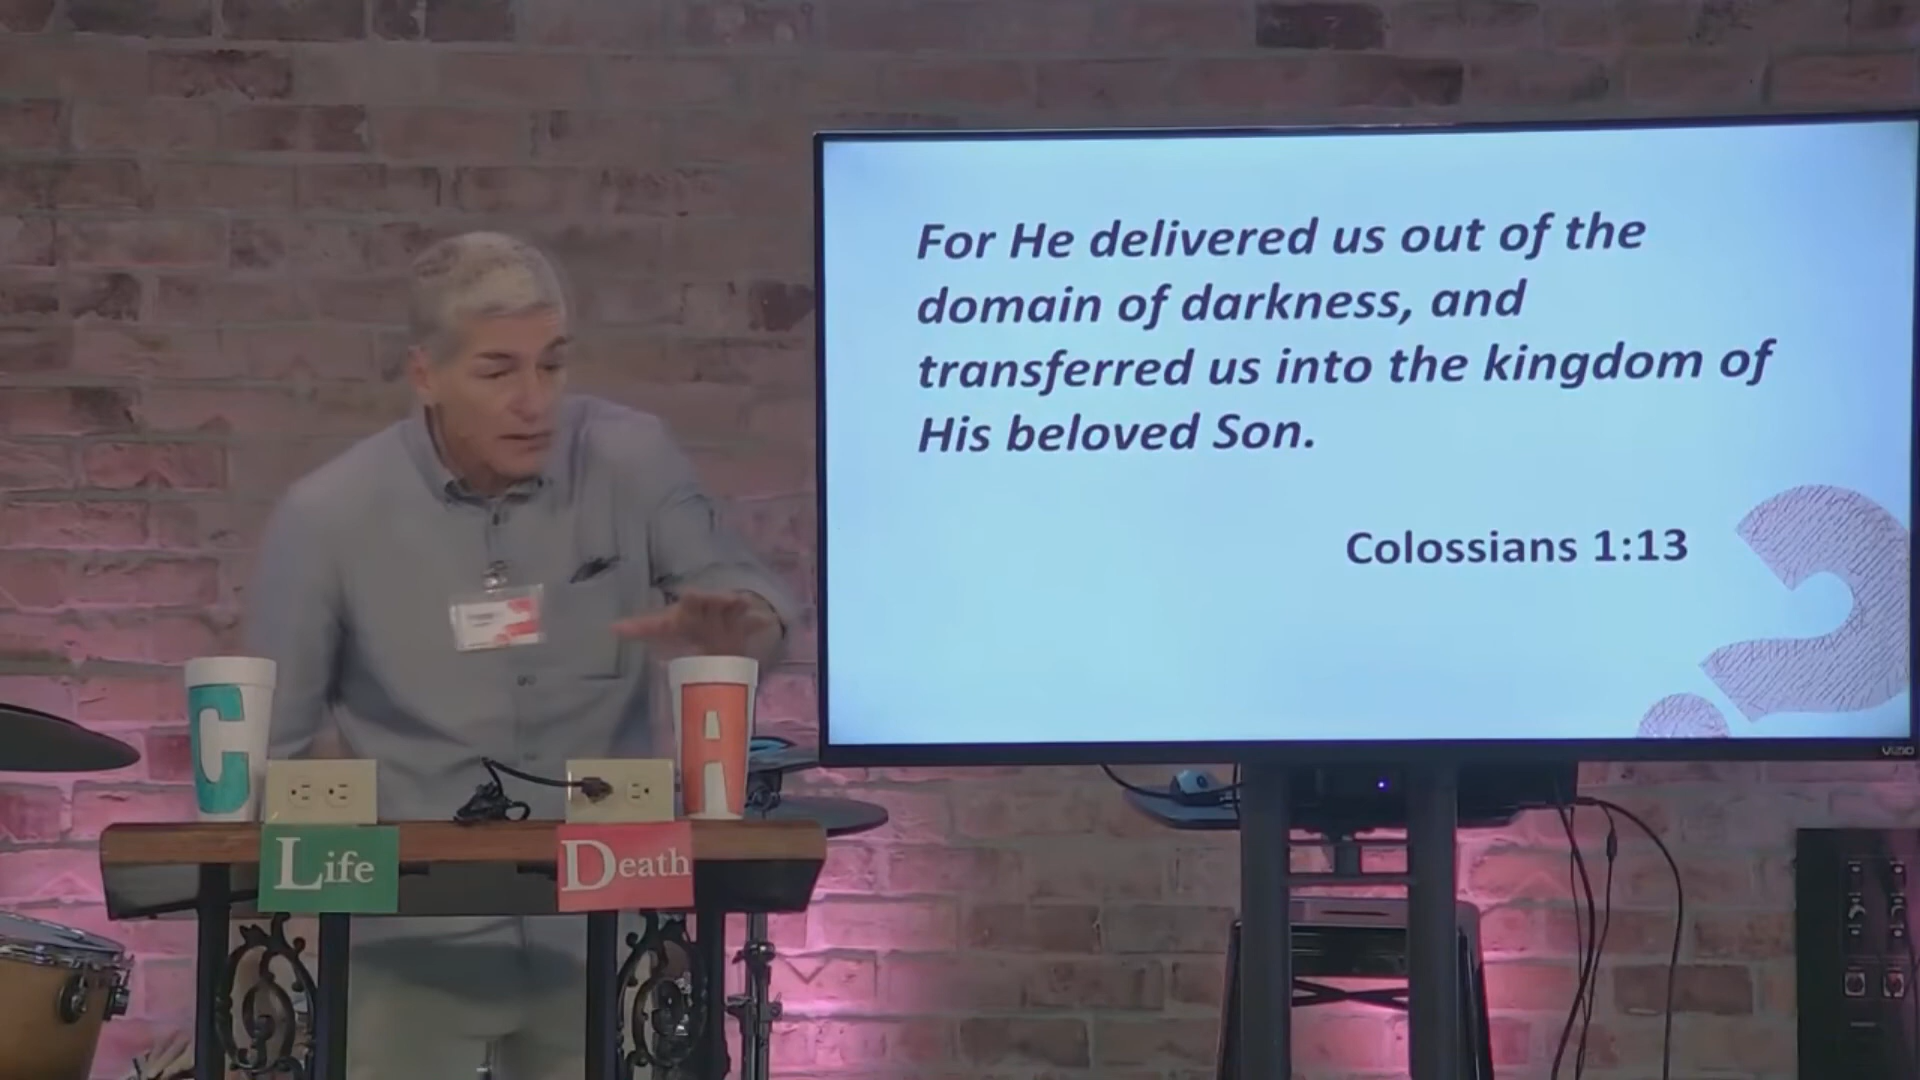 For He delivered us out of the
domain of darkness, and
transferred us into the kingdom of
His beloved Son.
Colossians 1:13
VIZIO
C
A
Life
Death